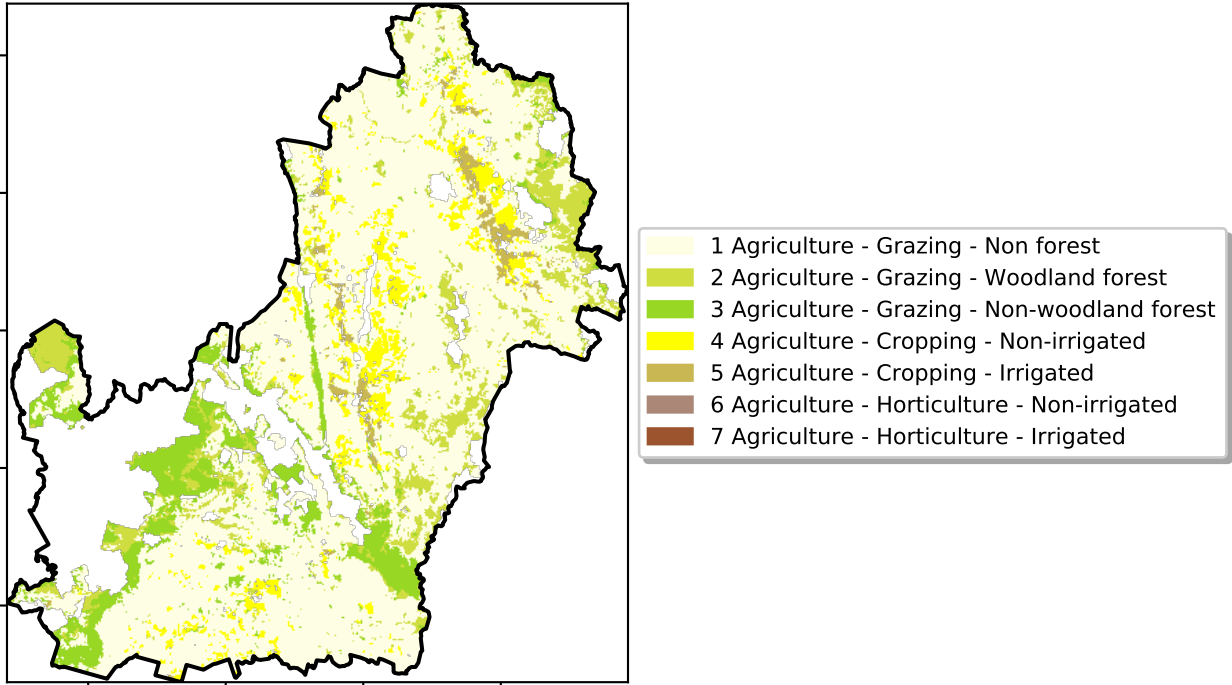 1 Agriculture - Grazing - Non forest
2 Agriculture - Grazing - Woodland forest
3 Agriculture - Grazing - Non-woodland forest
4 Agriculture - Cropping - Non-irrigated
5 Agriculture - Cropping - Irrigated
6 Agriculture - Horticulture - Non-irrigated
7 Agriculture - Horticulture - Irrigated